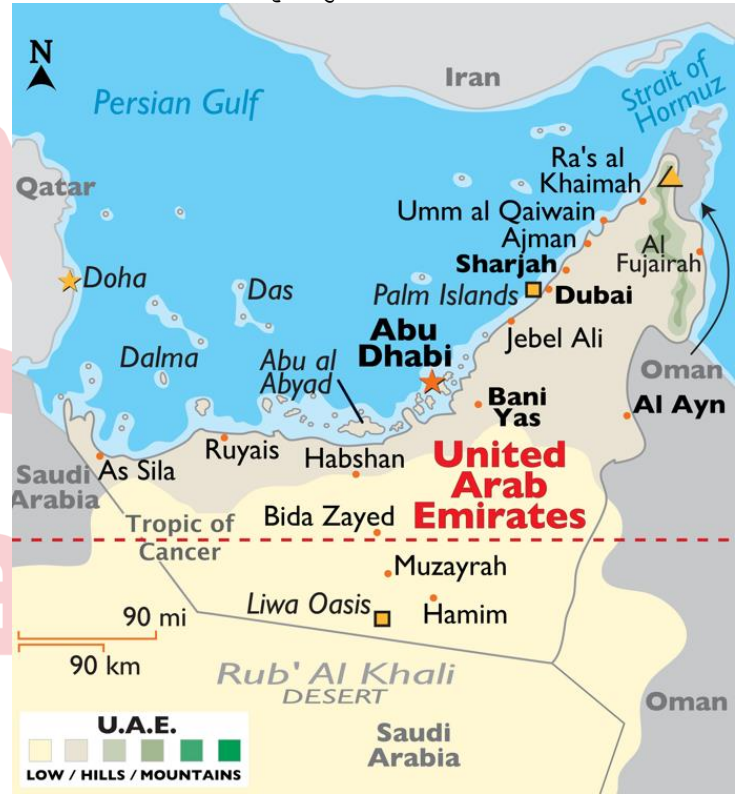 N
Iran
Strait of
Hormuz
Persian Gulf
Ra's al
Khaimah
Qatar
Umm al Qaiwain
Ajman
Al
Fujairah
Sharjah
Doha
Das
Palm Islands
Dubai
Abu
Dhabi
Jebel Ali
Dalma
Abu al
Abyad
Oman
Bani
Yas
Al Ayn
Ruyais
Habshan
United
Arab
Emirates
As Sila
Saudi
Arabia
Bida Zayed
Tropic of
Cancer
Muzayrah
Liwa Oasis
Hamim
90 mi
90 km
Rub' Al Khali
DESERT
Oman
Saudi
Arabia
U.A.E.
LOW / HILLS / MOUNTAINS